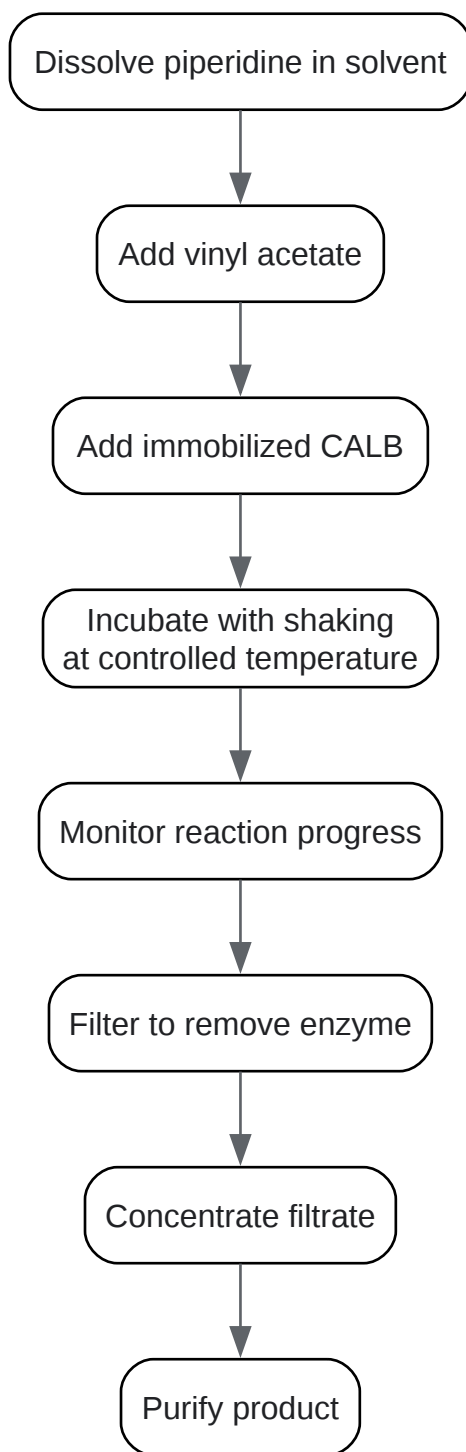 Dissolve piperidine in solvent
Add vinyl acetate
Add immobilized CALB
Incubate with shaking
at controlled temperature
Monitor reaction progress
Filter to remove enzyme
Concentrate filtrate
Purify product